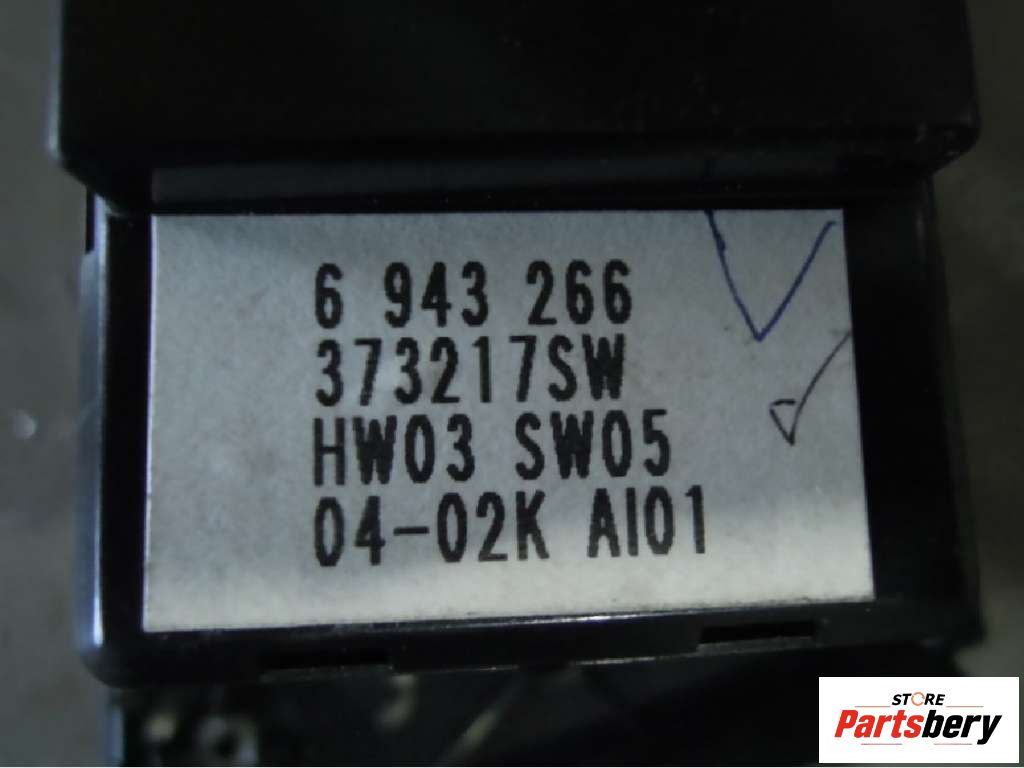 6 943 266
373217SW
HW03 SW05
04-02K AI01
STORE
Partsbery